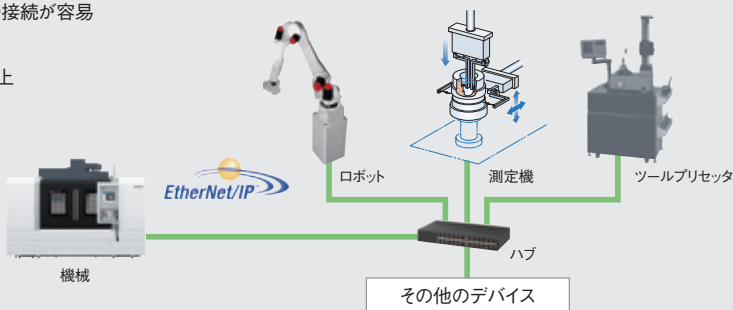 接続が容易
上
EtherNet/IP
ロボット
測定機
ツールプリセッタ
ハブ
機械
その他のデバイス